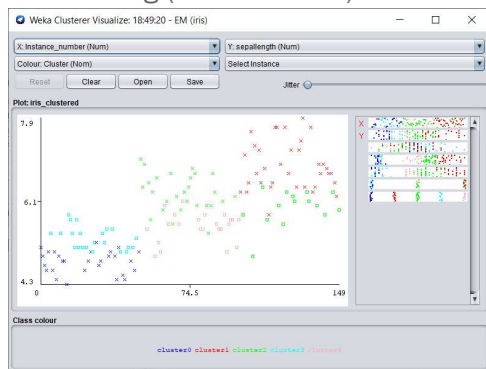 Weka Clusterer Visualize: 18:49:20 - EM (iris)
X: Instance_number (Num) Y: sepallength (Num)
Colour: Cluster (Nom) Select Instance
Reset Clear Open Save Jitter
Plot: iris_clustered
7.9
6.1
4.3
0 74.5 149
X
Y
Class colour
cluster0 cluster1 cluster2 cluster3 cluster4